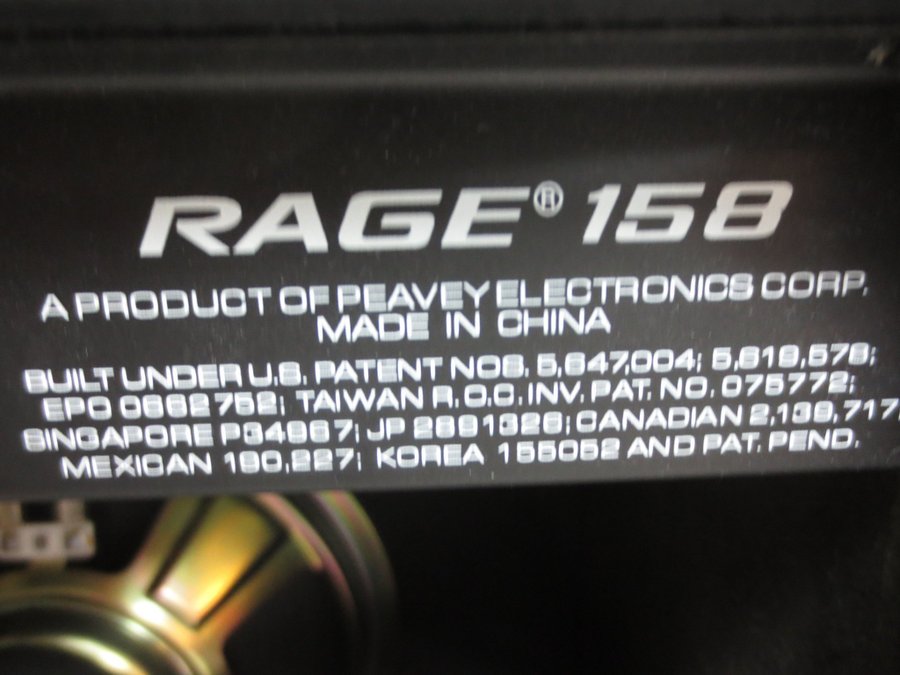 RAGE® 158
A PRODUCT OF PEAVEY ELECTRONICS CORP.
MADE IN CHINA
BUILT UNDER U.S. PATENT NOS. 5,647,004; 5,619,578;
EPO 0662752; TAIWAN R.O.C. INV. PAT. NO. 075772;
SINGAPORE P34967; JP 2691326; CANADIAN 2,139,717;
MEXICAN 190,227; KOREA 155052 AND PAT. PEND.